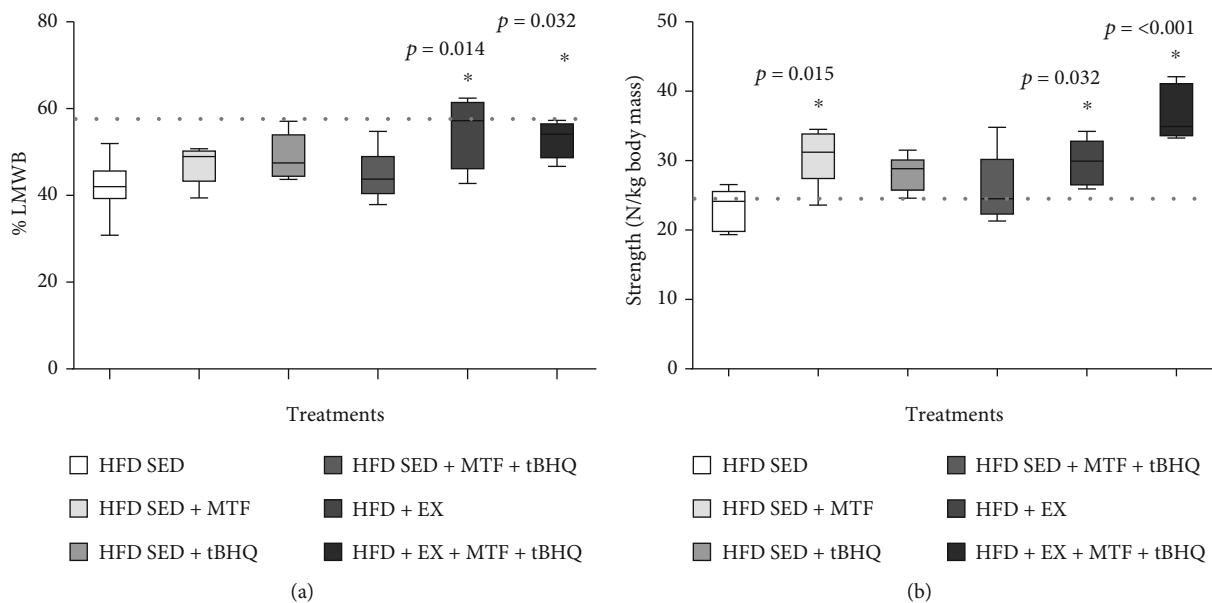 80
60
40
20
0
% LMWB
p = 0.014
*
p = 0.032
*
Treatments
HFD SED
HFD SED + MTF
HFD SED + tBHQ
HFD SED + MTF + tBHQ
HFD + EX
HFD + EX + MTF + tBHQ
(a)
50
40
30
20
10
0
Strength (N/kg body mass)
p = 0.015
*
p = 0.032
*
p = <0.001
*
Treatments
HFD SED
HFD SED + MTF
HFD SED + tBHQ
HFD SED + MTF + tBHQ
HFD + EX
HFD + EX + MTF + tBHQ
(b)